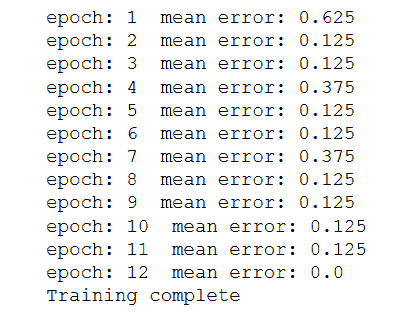 epoch: 1  mean error: 0.625
epoch: 2  mean error: 0.125
epoch: 3  mean error: 0.125
epoch: 4  mean error: 0.375
epoch: 5  mean error: 0.125
epoch: 6  mean error: 0.125
epoch: 7  mean error: 0.375
epoch: 8  mean error: 0.125
epoch: 9  mean error: 0.125
epoch: 10  mean error: 0.125
epoch: 11  mean error: 0.125
epoch: 12  mean error: 0.0
Training complete